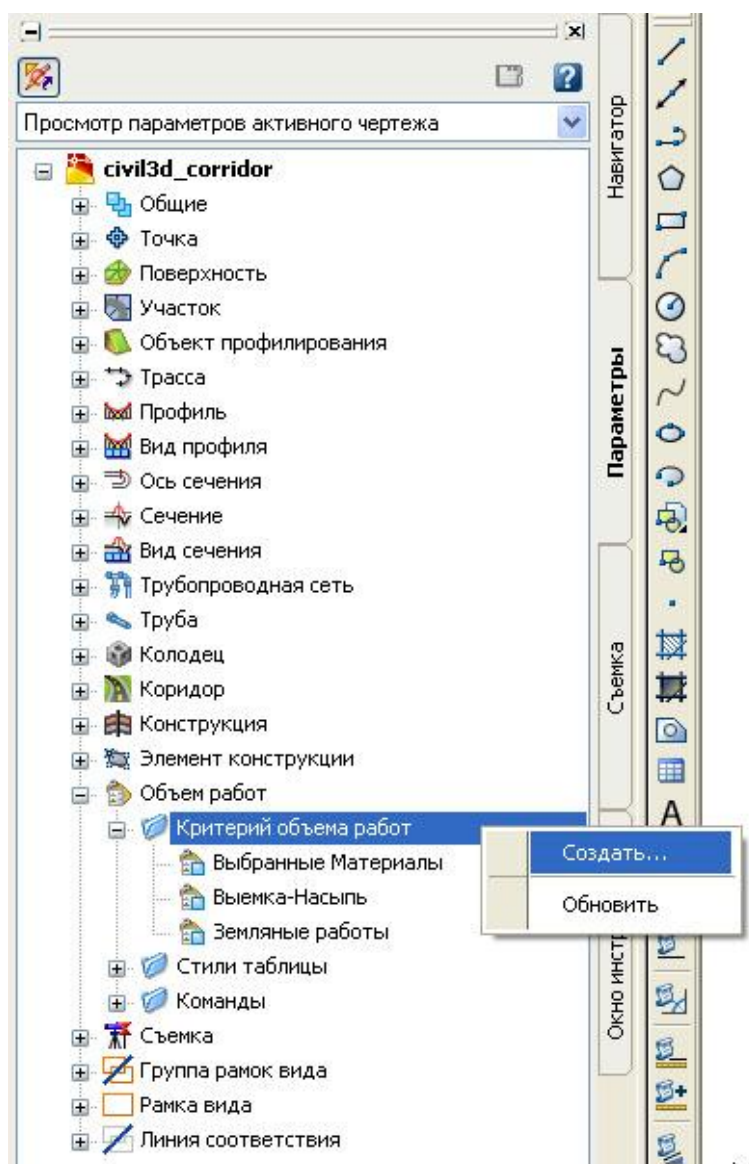 Просмотр параметров активного чертежа
civil3d_corridor
Общие
Точка
Поверхность
Участок
Объект профилирования
Трасса
Профиль
Вид профиля
Ось сечения
Сечение
Вид сечения
Трубопроводная сеть
Труба
Колодец
Коридор
Конструкция
Элемент конструкции
Объем работ
Критерий объема работ
Выбранные Материалы
Выемка-Насыпь
Земляные работы
Стили таблицы
Команды
Съемка
Группа рамок вида
Рамка вида
Линия соответствия
Создать...
Обновить
Навигатор
Параметры
Съемка
Окно инстр
A